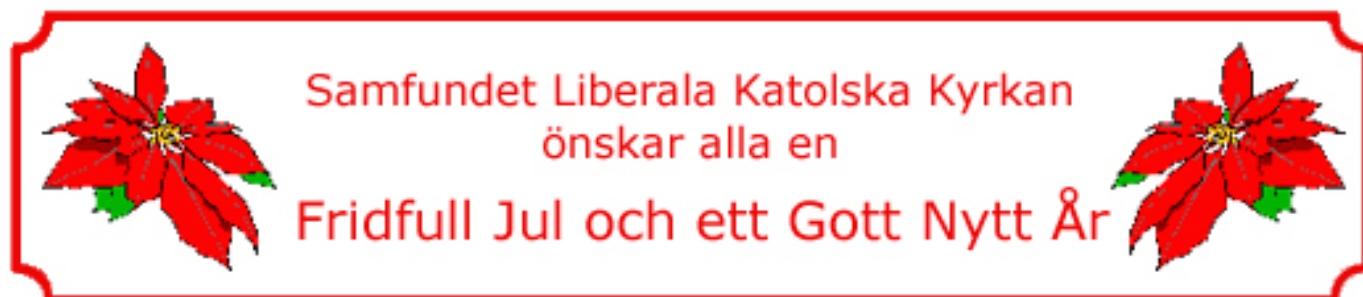 Samfundet Liberala Katolska Kyrkan
önskar alla en
Fridfull Jul och ett Gott Nytt År